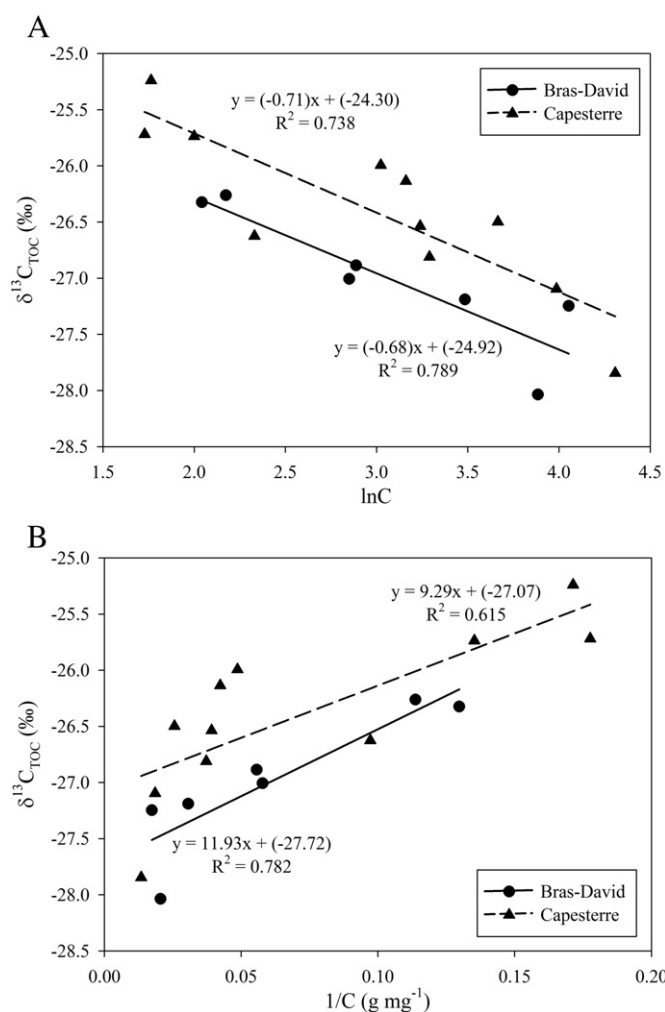 A
-25.0
-25.5
-26.0
-26.5
-27.0
-27.5
-28.0
-28.5
δ¹³C_TOC (‰)
y = (-0.71)x + (-24.30)
R² = 0.738
Bras-David
Capesterre
y = (-0.68)x + (-24.92)
R² = 0.789
1.5 2.0 2.5 3.0 3.5 4.0 4.5
lnC
B
-25.0
-25.5
-26.0
-26.5
-27.0
-27.5
-28.0
-28.5
δ¹³C_TOC (‰)
y = 9.29x + (-27.07)
R² = 0.615
y = 11.93x + (-27.72)
R² = 0.782
Bras-David
Capesterre
0.00 0.05 0.10 0.15 0.20
1/C (g mg⁻¹)